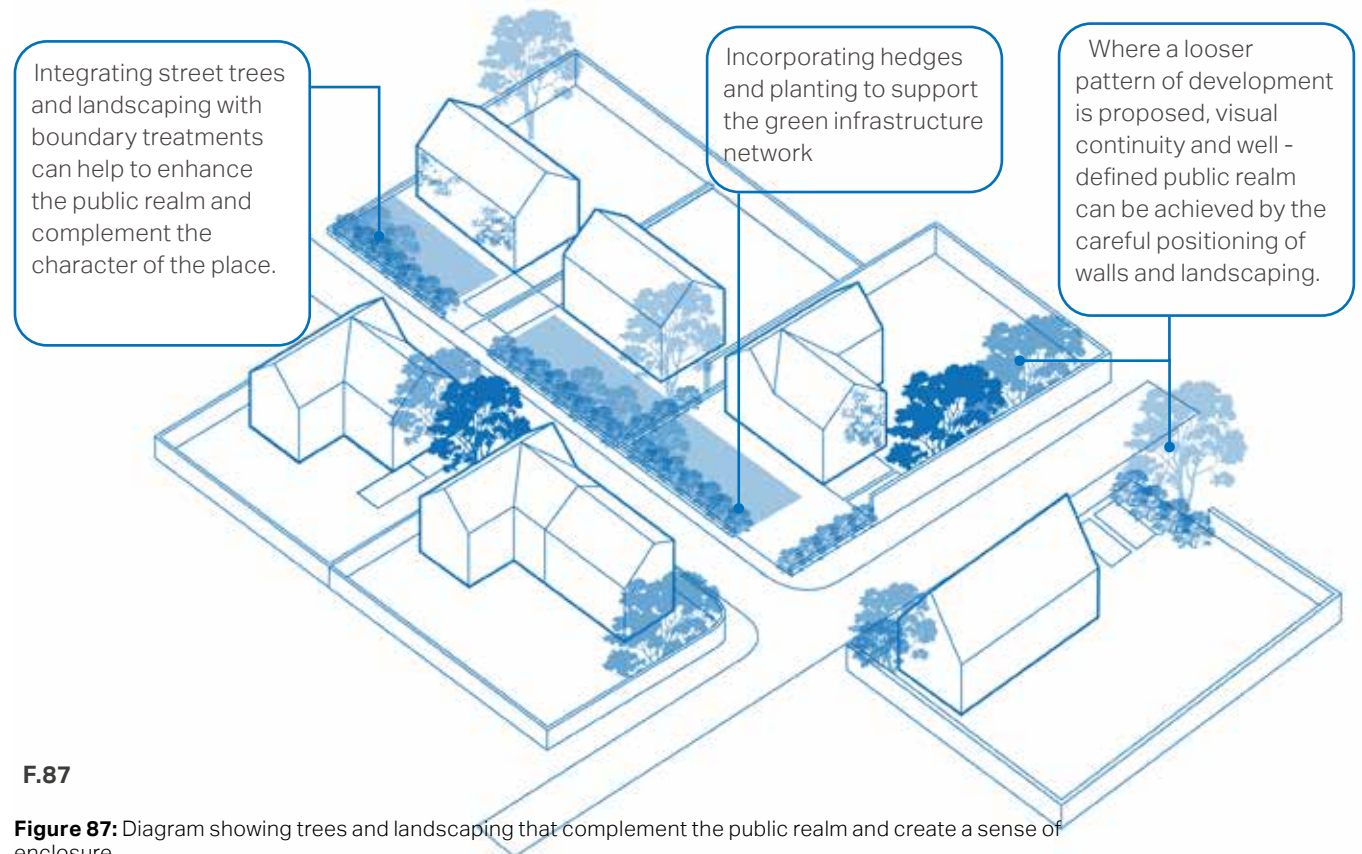 Integrating street trees
and landscaping with
boundary treatments
can help to enhance
the public realm and
complement the
character of the place.
Incorporating hedges
and planting to support
the green infrastructure
network
Where a looser
pattern of development
is proposed, visual
continuity and well -
defined public realm
can be achieved by the
careful positioning of
walls and landscaping.
F.87
Figure 87: Diagram showing trees and landscaping that complement the public realm and create a sense of
enclosure